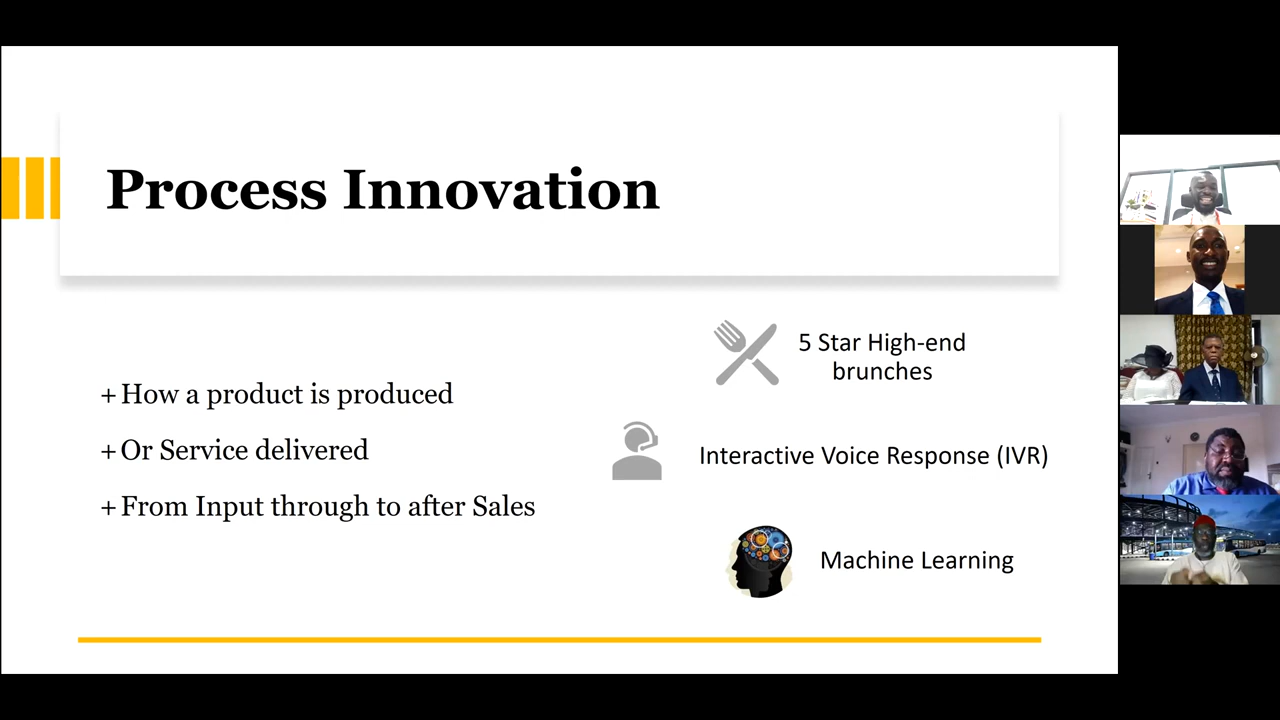 Process Innovation
+ How a product is produced
+ Or Service delivered
+ From Input through to after Sales
5 Star High-end
brunches
Interactive Voice Response (IVR)
Machine Learning